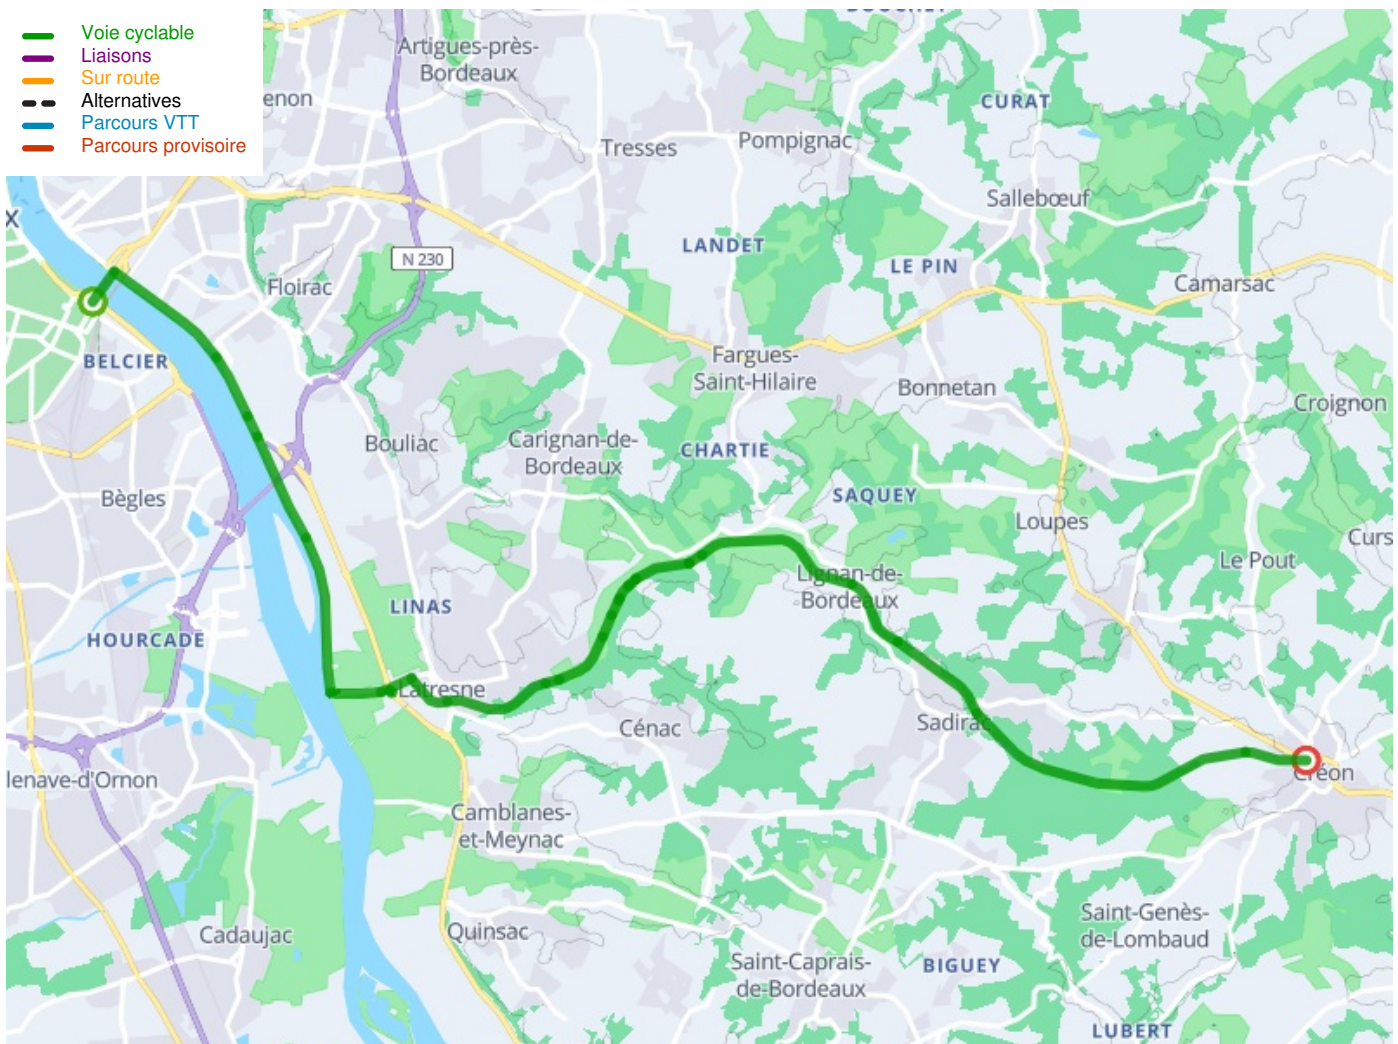 Voie cyclable
Liaisons
Sur route
Alternatives
Parcours VTT
Parcours provisoire
Artigues-près-
Bordeaux
enon
CURAT
Tresses
Pompignac
Sallebœuf
X
LANDET
N 230
LE PIN
Floirac
Camarsac
BELCIER
Fargues-
Saint-Hilaire
Bonnetan
Croignon
Bouliac
Carignan-de-
Bordeaux
CHARTIE
Bègles
SAQUEY
Loupes
Curs
Le Pout
Lignan-de-
Bordeaux
LINAS
HOURCADE
Latresne
Cénac
Sadirac
Créon
lenave-d'Ornon
Camblanes-
et-Meynac
Saint-Genès-
de-Lombaud
Cadaujac
Quinsac
Saint-Caprais-
de-Bordeaux
BIGUEY
LUBERT